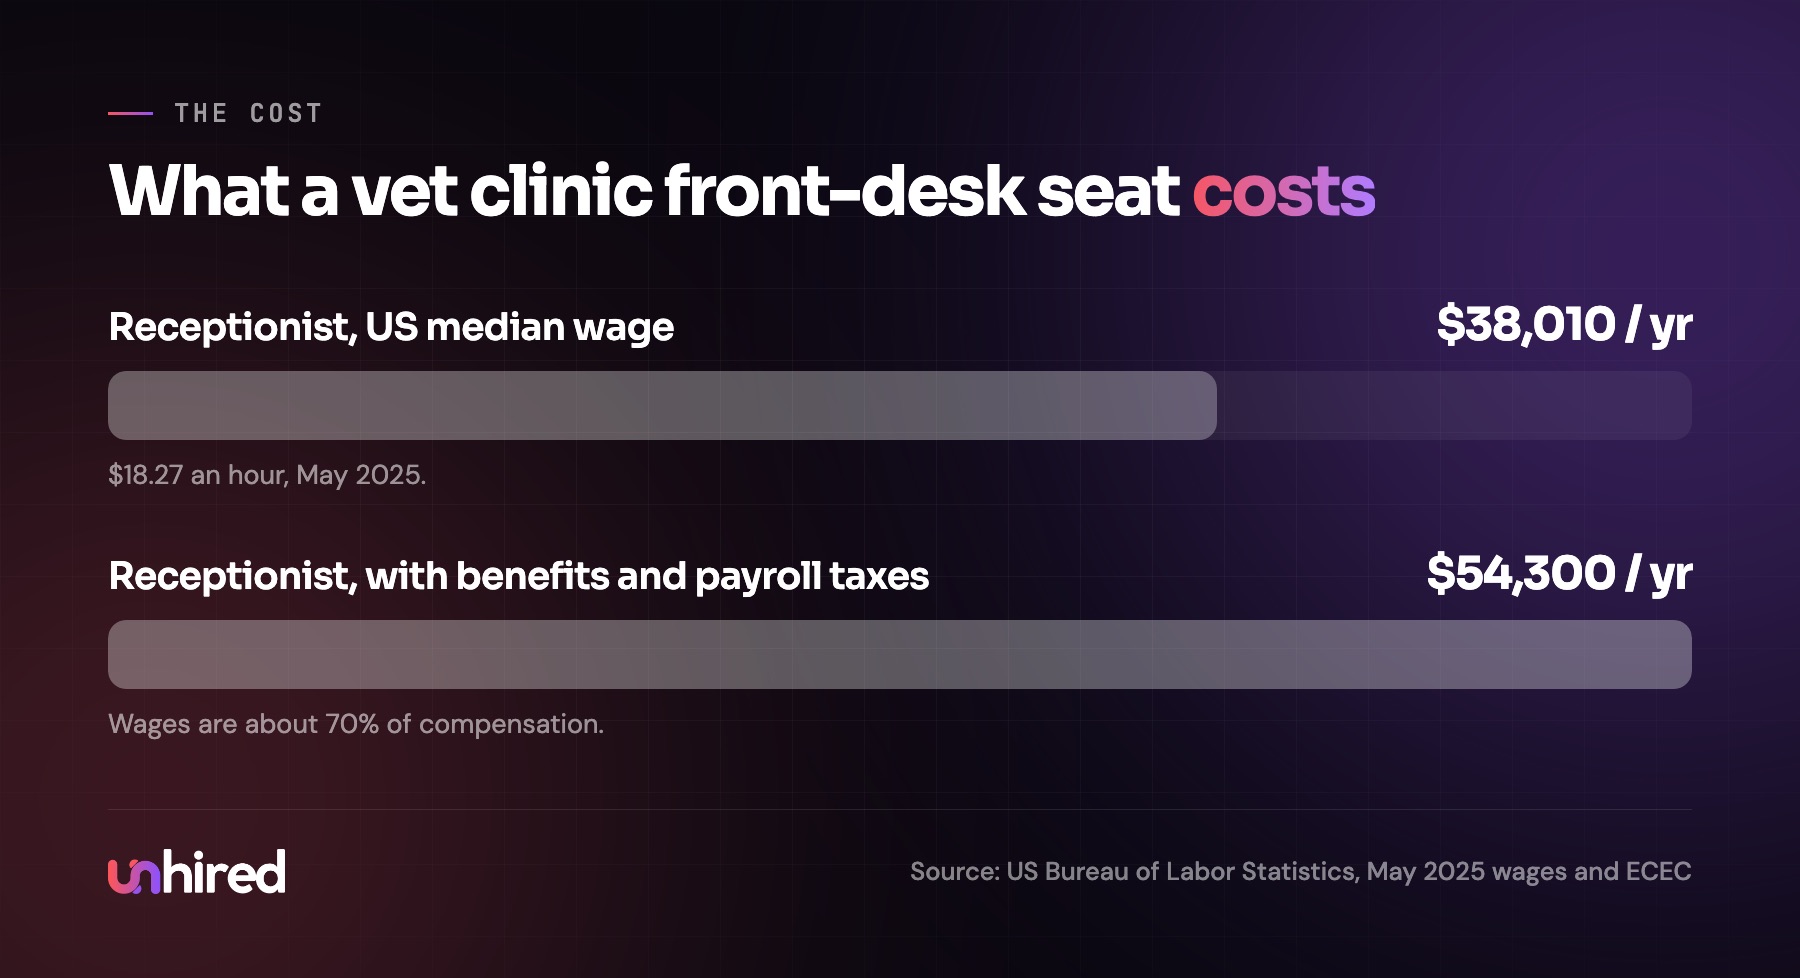 THE COST
What a vet clinic front-desk seat costs
Receptionist, US median wage
$38,010 / yr
$18.27 an hour, May 2025.
Receptionist, with benefits and payroll taxes
$54,300 / yr
Wages are about 70% of compensation.
unhired
Source: US Bureau of Labor Statistics, May 2025 wages and ECEC